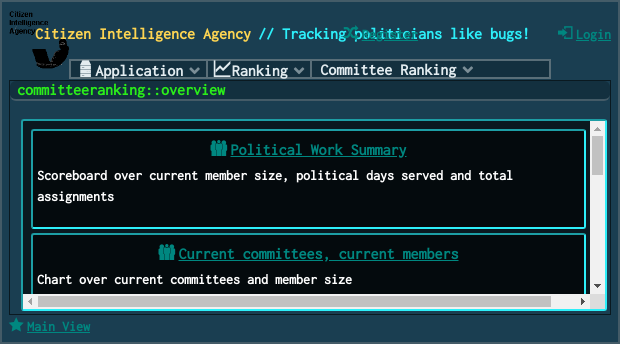 Citizen
Intelligence
Agency
Citizen Intelligence Agency // Tracking politicians like bugs!
Register
Login
Application
Ranking
Committee Ranking
committeeranking::overview
Political Work Summary
Scoreboard over current member size, political days served and total
assignments
Current committees, current members
Chart over current committees and member size
Main View